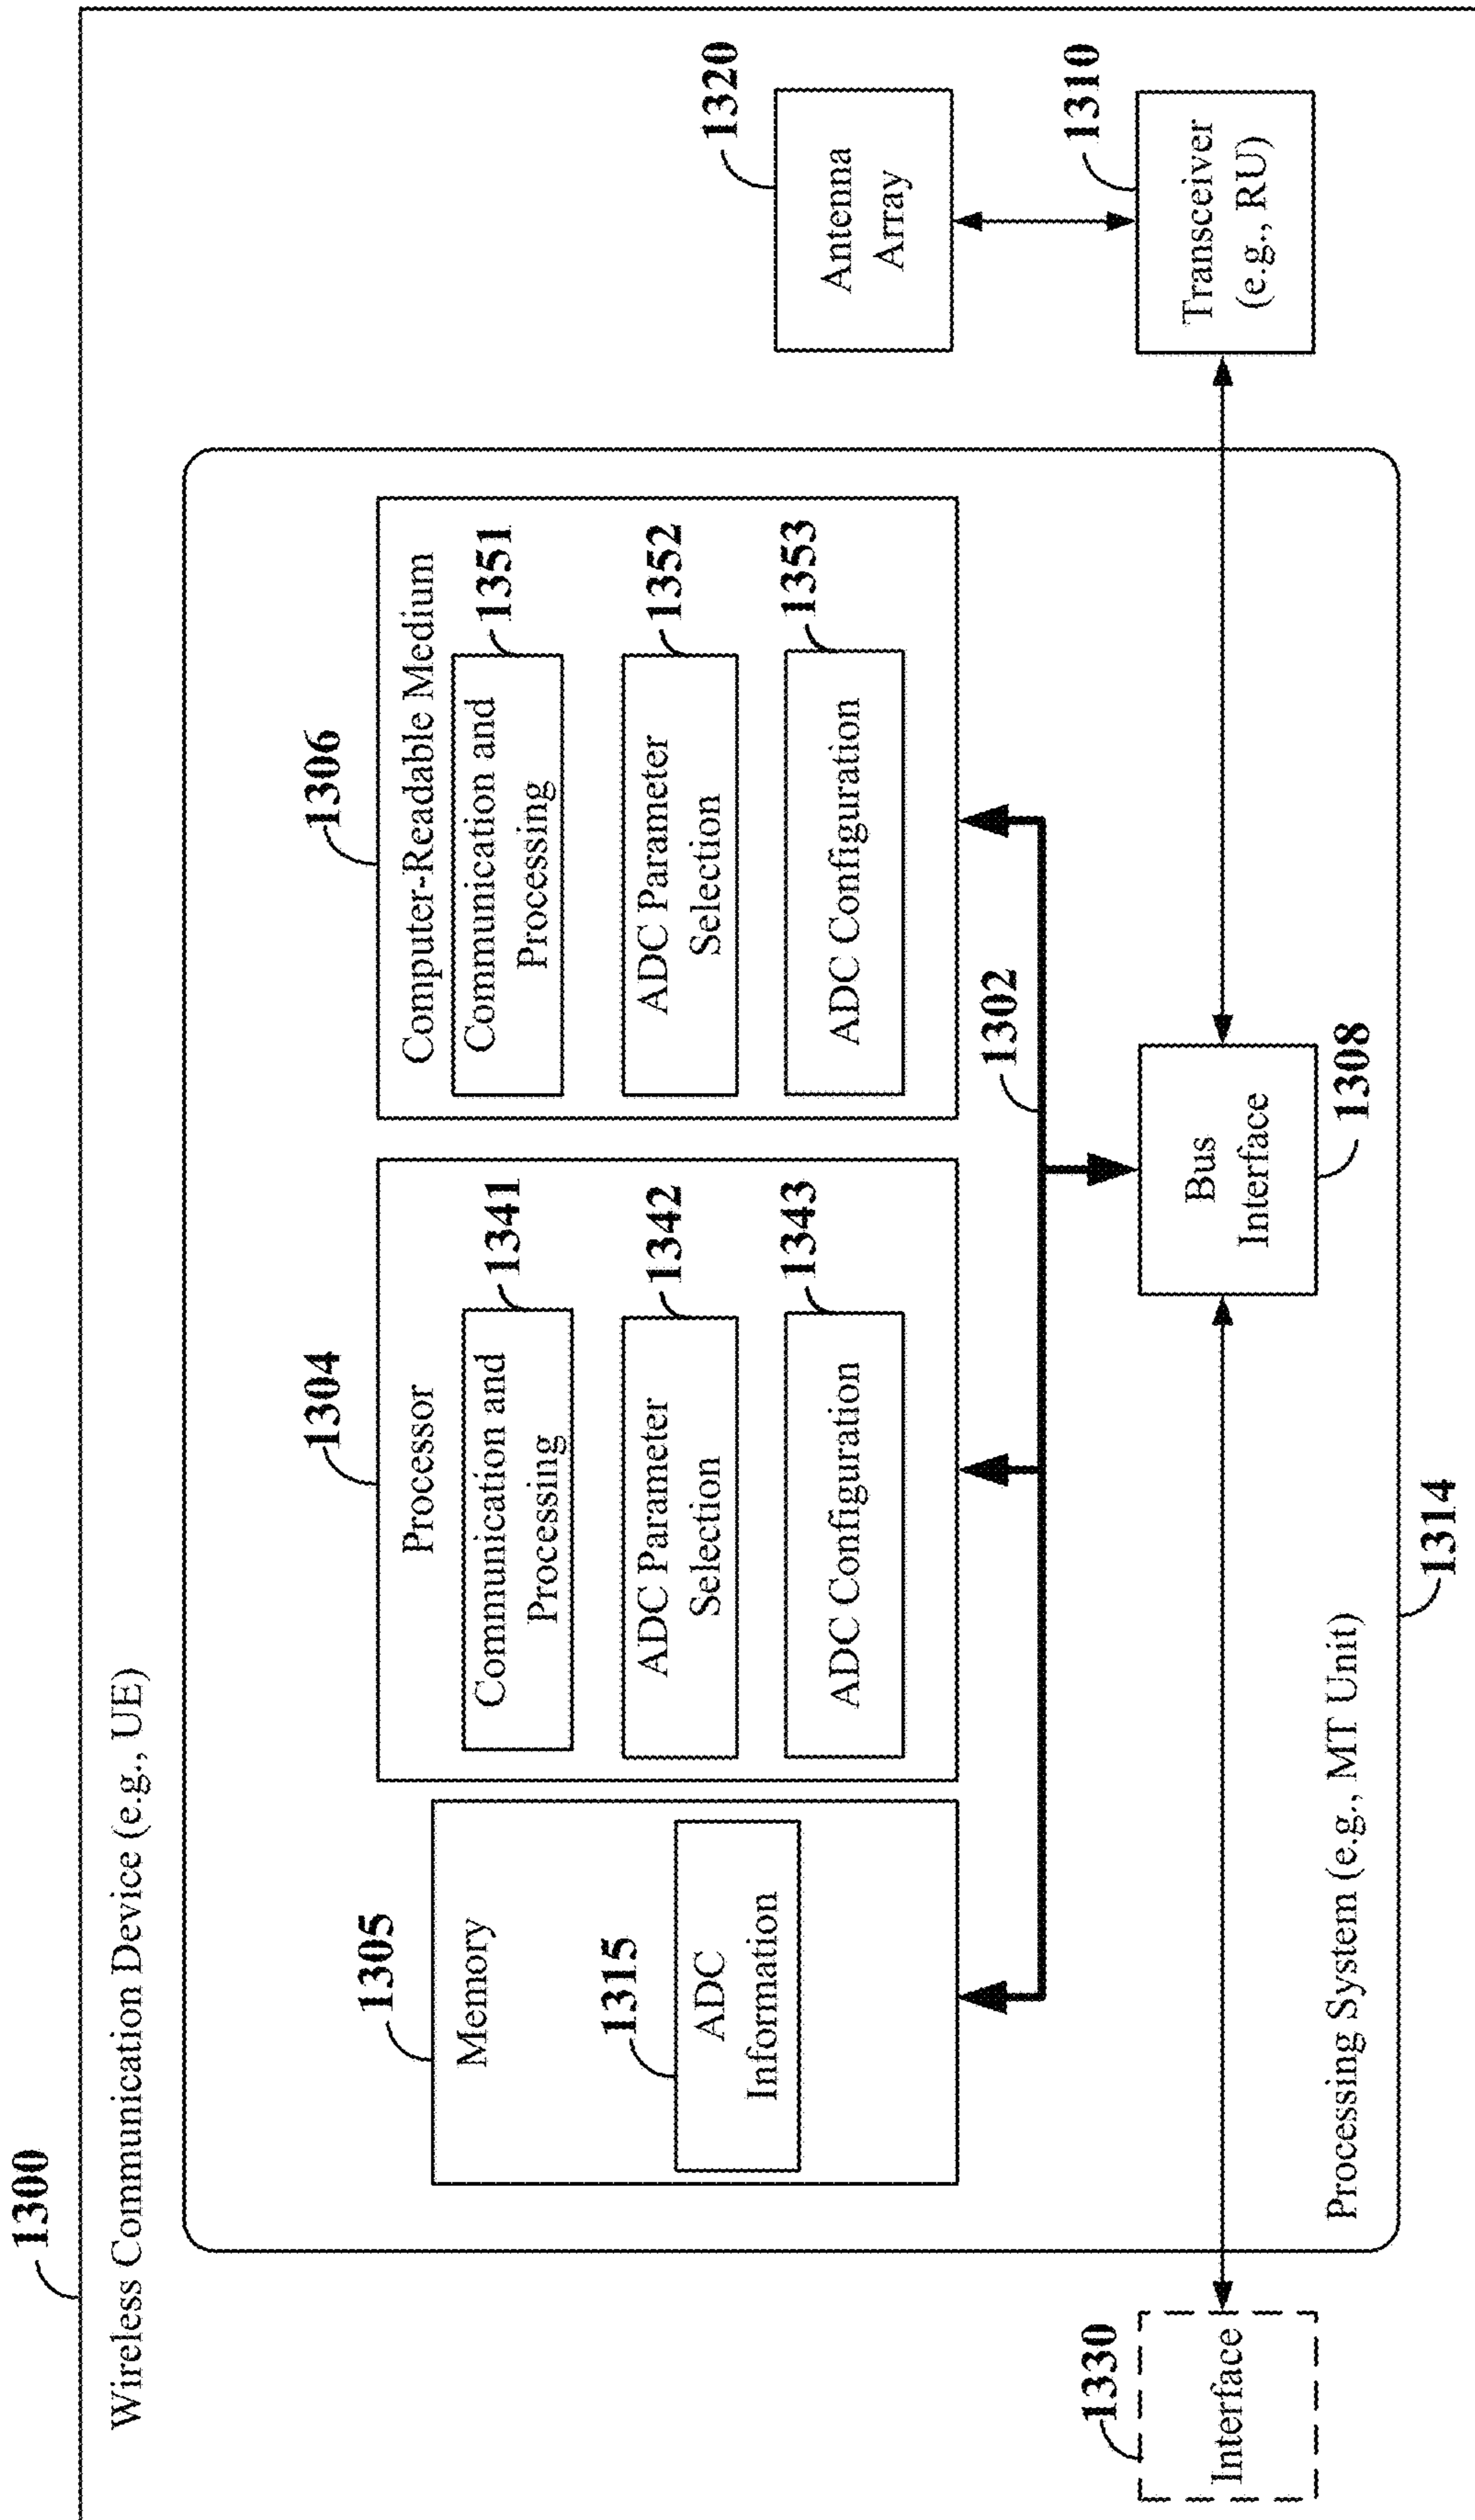 1300
Wireless Communication Device (e.g., UE)
1305
Memory
1315
ADC
Information
1304
Processor
Communication and
Processing
1341
ADC Parameter
Selection
1342
ADC Configuration
1343
1306
Computer-Readable Medium
Communication and
Processing
1351
ADC Parameter
Selection
1352
ADC Configuration
1353
1302
1320
Antenna
Array
1330
Interface
Bus
Interface
1308
1310
Transceiver
(e.g., RU)
Processing System (e.g., MT Unit)
1314